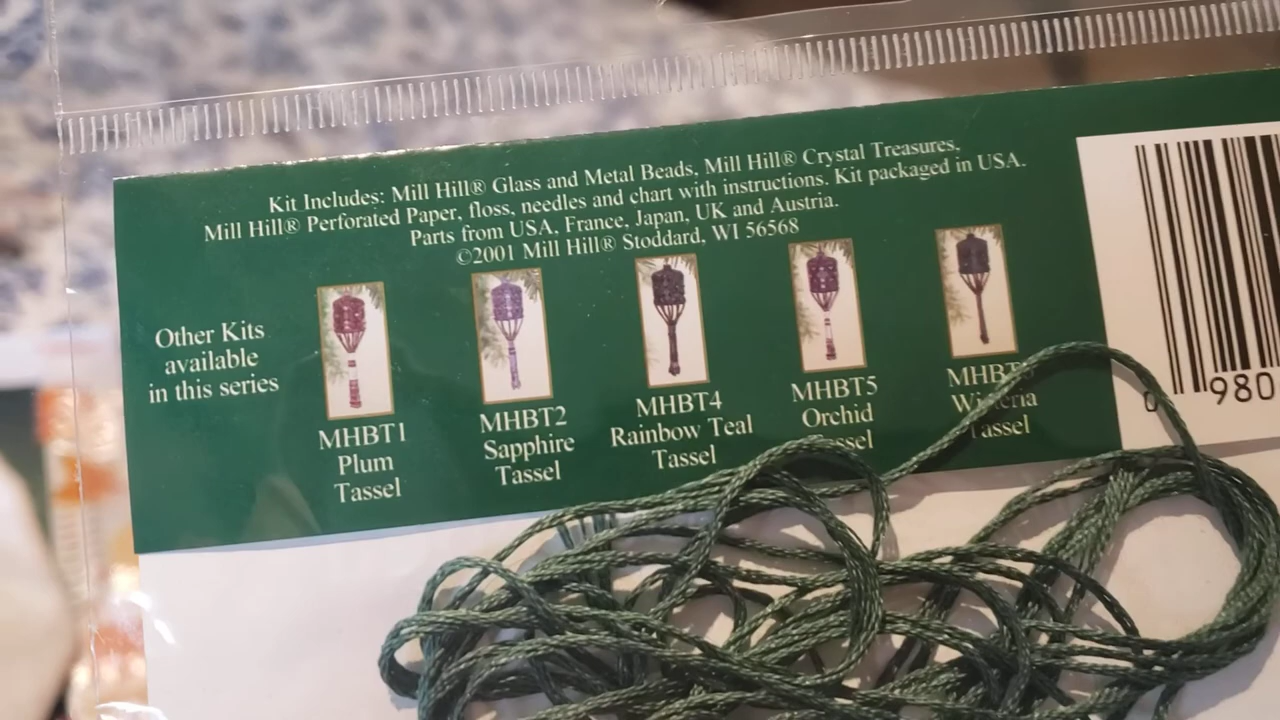 Kit Includes: Mill Hill® Glass and Metal Beads, Mill Hill® Crystal Treasures,
Mill Hill® Perforated Paper, floss, needles and chart with instructions. Kit packaged in USA.
Parts from USA, France, Japan, UK and Austria.
©2001 Mill Hill® Stoddard, WI 56568
Other Kits
available
in this series
MHBT1
Plum
Tassel
MHBT2
Sapphire
Tassel
MHBT4
Rainbow Teal
Tassel
MHBT5
Orchid
Tassel
Wisteria
Tassel
0 980